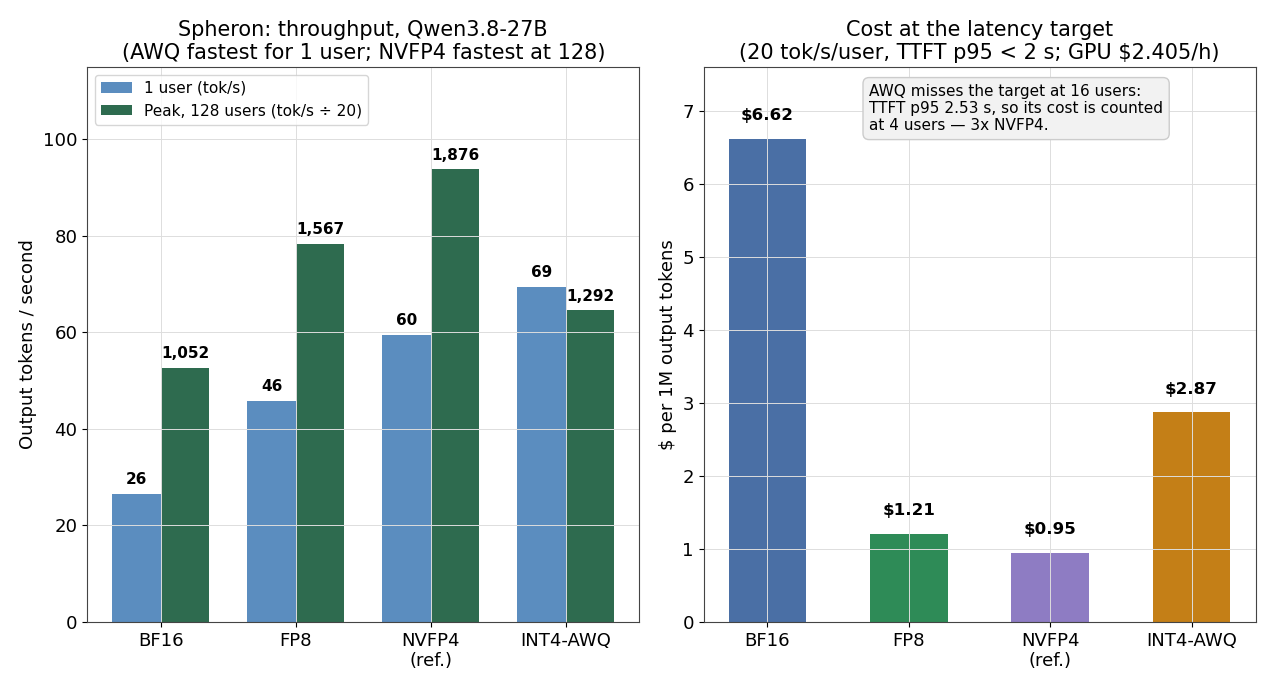 Spheron: throughput, Qwen3.8-27B
(AWQ fastest for 1 user; NVFP4 fastest at 128)
1 user (tok/s)
Peak, 128 users (tok/s ÷ 20)
Output tokens / second
100
80
60
40
20
0
26
1,052
46
1,567
60
1,876
69
1,292
BF16
FP8
NVFP4
(ref.)
INT4-AWQ
Cost at the latency target
(20 tok/s/user, TTFT p95 < 2 s; GPU $2.405/h)
AWQ misses the target at 16 users:
TTFT p95 2.53 s, so its cost is counted
at 4 users — 3x NVFP4.
$ per 1M output tokens
7
6
5
4
3
2
1
0
$6.62
$1.21
$0.95
$2.87
BF16
FP8
NVFP4
(ref.)
INT4-AWQ